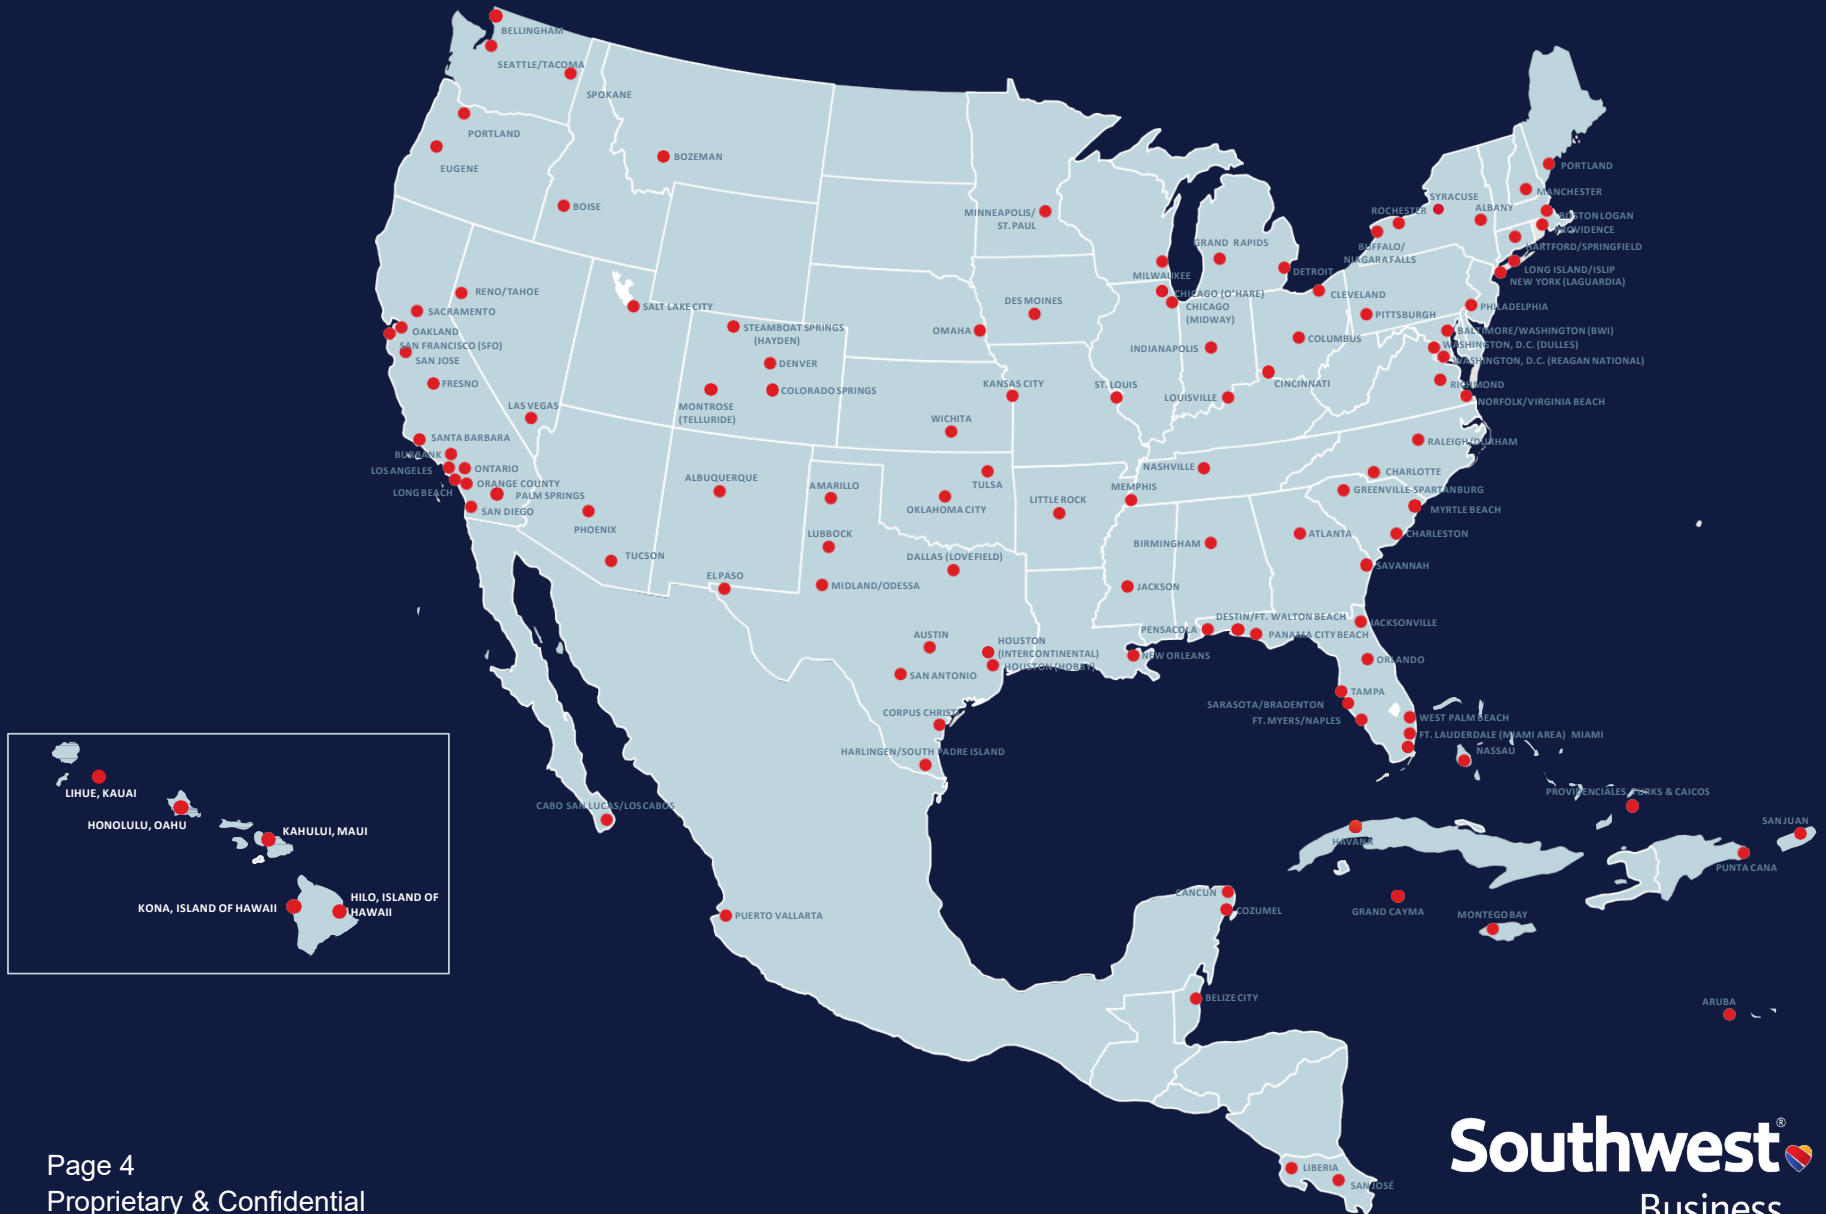 BELLINGHAM
SEATTLE/TACOMA
SPOKANE
PORTLAND
EUGENE
BOZEMAN
BOISE
MINNEAPOLIS/
ST. PAUL
GRAND RAPIDS
MILWAUKEE
DETROIT
PORTLAND
MANCHESTER
SYRACUSE
ROCHESTER
ALBANY
BOSTON LOGAN
PROVIDENCE
BUFFALO/
NIAGARA FALLS
HARTFORD/SPRINGFIELD
LONG ISLAND/ISLIP
NEW YORK (LAGUARDIA)
RENO/TAHOE
SACRAMENTO
OAKLAND
SAN FRANCISCO (SFO)
SAN JOSE
FRESNO
SALT LAKE CITY
STEAMBOAT SPRINGS
(HAYDEN)
DENVER
COLORADO SPRINGS
MONTROSE
(TELLURIDE)
LAS VEGAS
OMAHA
DES MOINES
CHICAGO (O'HARE)
CHICAGO
(MIDWAY)
CLEVELAND
PITTSBURGH
PHILADELPHIA
COLUMBUS
INDIANAPOLIS
BALTIMORE/WASHINGTON (BWI)
WASHINGTON, D.C. (DULLES)
WASHINGTON, D.C. (REAGAN NATIONAL)
KANSAS CITY
ST. LOUIS
LOUISVILLE
CINCINNATI
RICHMOND
NORFOLK/VIRGINIA BEACH
WICHITA
SANTA BARBARA
BURBANK
LOS ANGELES
ONTARIO
ORANGE COUNTY
LONG BEACH
PALM SPRINGS
SAN DIEGO
PHOENIX
TUCSON
ALBUQUERQUE
AMARILLO
LUBBOCK
TULSA
OKLAHOMA CITY
LITTLE ROCK
MEMPHIS
NASHVILLE
RALEIGH/DURHAM
CHARLOTTE
GREENVILLE-SPARTANBURG
MYRTLE BEACH
ATLANTA
CHARLESTON
BIRMINGHAM
DALLAS (LOVE FIELD)
EL PASO
MIDLAND/ODESSA
JACKSON
SAVANNAH
DESTIN/FT. WALTON BEACH
JACKSONVILLE
PENSACOLA
PANAMA CITY BEACH
AUSTIN
HOUSTON
(INTERCONTINENTAL)
HOUSTON (HOBBY)
SAN ANTONIO
NEW ORLEANS
ORLANDO
TAMPA
SARASOTA/BRADENTON
FT. MYERS/NAPLES
WEST PALM BEACH
FT. LAUDERDALE (MIAMI AREA) MIAMI
NASSAU
CORPUS CHRISTI
HARLINGEN/SOUTH PADRE ISLAND
CABO SAN LUCAS/LOS CABOS
PROVIDENCIALES, TURKS & CAICOS
HAVANA
SAN JUAN
PUNTA CANA
LIHUE, KAUAI
HONOLULU, OAHU
KAHULUI, MAUI
HILO, ISLAND OF
HAWAII
KONA, ISLAND OF HAWAII
PUERTO VALLARTA
CANCUN
COZUMEL
GRAND CAYMA
MONTEGO BAY
BELIZE CITY
ARUBA
LIBERIA
SAN JOSÉ
Page 4
Proprietary & Confidential
Southwest®
Business